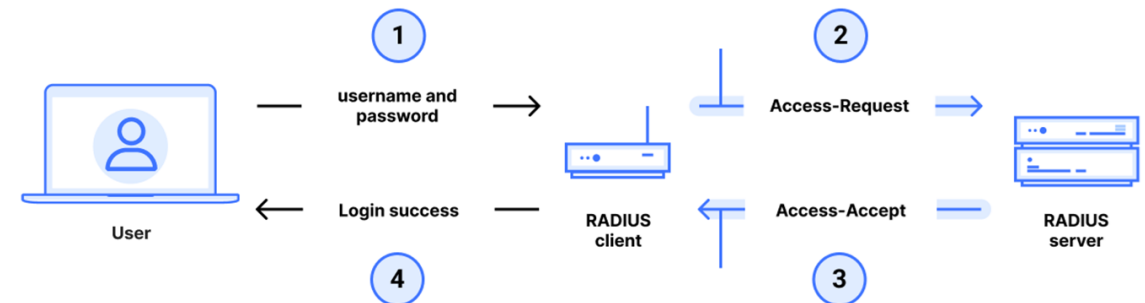 1
2
username and
password
Access-Request
User
Login success
RADIUS
client
Access-Accept
RADIUS
server
4
3